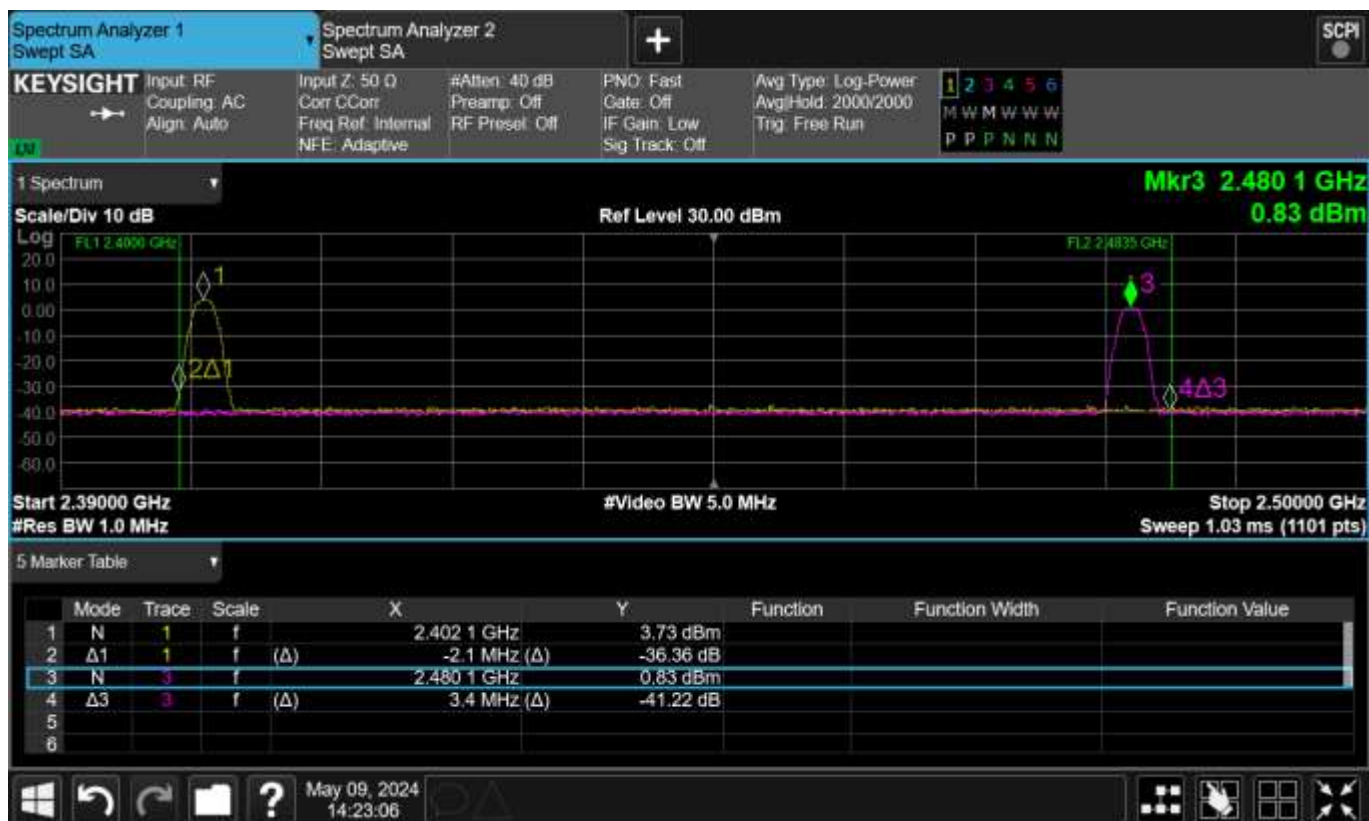 Spectrum Analyzer 1
Swept SA
Spectrum Analyzer 2
Swept SA
+
SCPI
KEYSIGHT
Input: RF
Coupling: AC
Align: Auto
Input Z: 50 Ω
Corr CCorr
Freq Ref: Internal
NFE: Adaptive
#Atten: 40 dB
Preamp: Off
RF Presel: Off
PNO: Fast
Gate: Off
IF Gain: Low
Sig Track: Off
Avg Type: Log-Power
Avg|Hold: 2000/2000
Trig: Free Run
1 2 3 4 5 6
M W M W W W
P P P N N N
1 Spectrum
Mkr3 2.480 1 GHz
0.83 dBm
Scale/Div 10 dB
Ref Level 30.00 dBm
Log
FL1 2.4000 GHz
FL2 2.4835 GHz
20.0
10.0
0.00
-10.0
-20.0
-30.0
-40.0
-50.0
-60.0
1
2Δ1
3
4Δ3
Start 2.39000 GHz
#Video BW 5.0 MHz
Stop 2.50000 GHz
#Res BW 1.0 MHz
Sweep 1.03 ms (1101 pts)
5 Marker Table
Mode Trace Scale X Y Function Function Width Function Value
1 N 1 f 2.402 1 GHz 3.73 dBm
2 Δ1 1 f (Δ) -2.1 MHz (Δ) -36.36 dB
3 N 3 f 2.480 1 GHz 0.83 dBm
4 Δ3 3 f (Δ) 3.4 MHz (Δ) -41.22 dB
5
6
?
May 09, 2024
14:23:06